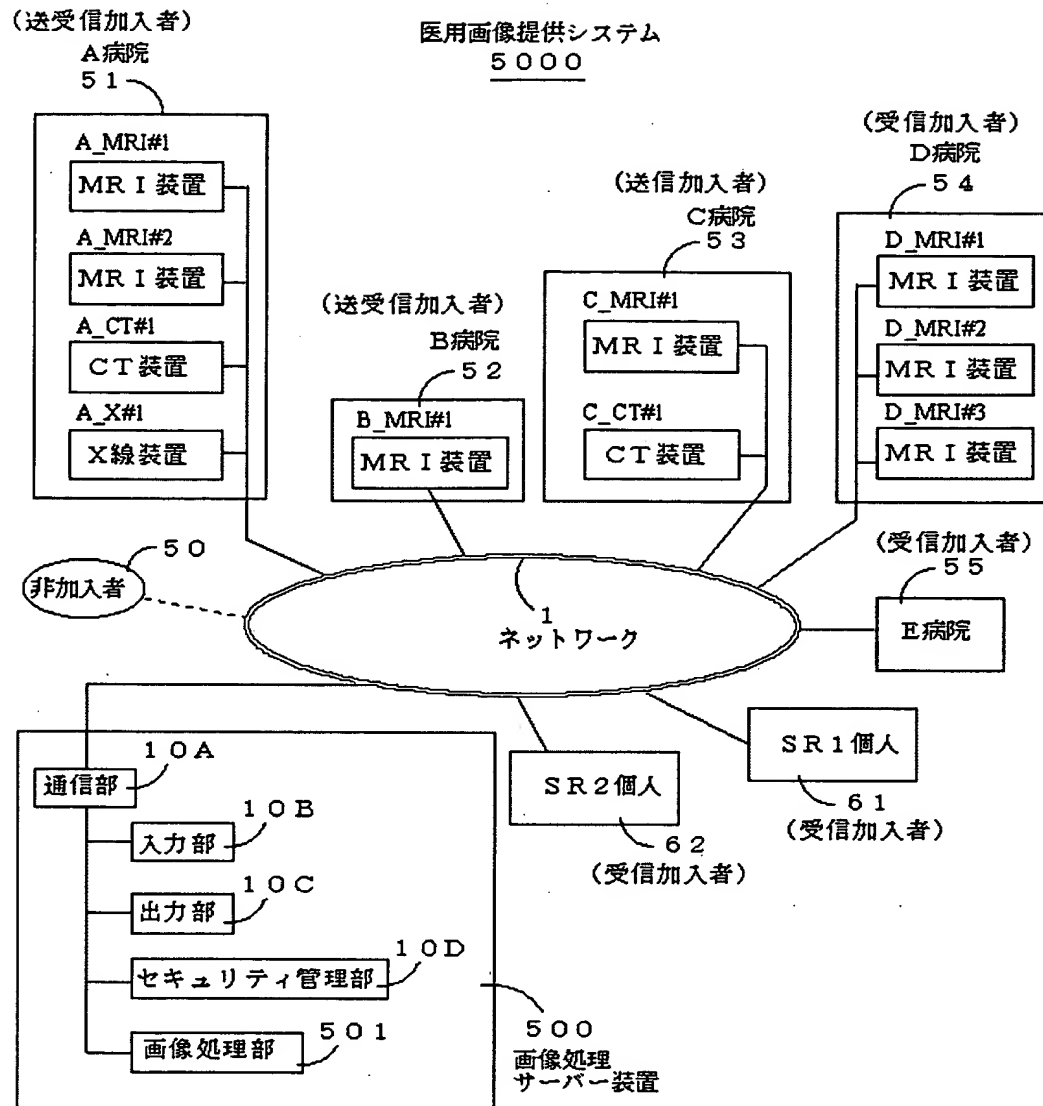 (送受信加入者)
A病院
51
A_MRI#1
MRI装置
A_MRI#2
MRI装置
A_CT#1
CT装置
A_X#1
X線装置
医用画像提供システム
5000
(送受信加入者)
B病院
52
B_MRI#1
MRI装置
(送信加入者)
C病院
53
C_MRI#1
MRI装置
C_CT#1
CT装置
(受信加入者)
D病院
54
D_MRI#1
MRI装置
D_MRI#2
MRI装置
D_MRI#3
MRI装置
50
非加入者
1
ネットワーク
(受信加入者)
55
E病院
SR1個人
61
(受信加入者)
SR2個人
62
(受信加入者)
10A
通信部
10B
入力部
10C
出力部
10D
セキュリティ管理部
501
画像処理部
500
画像処理
サーバー装置